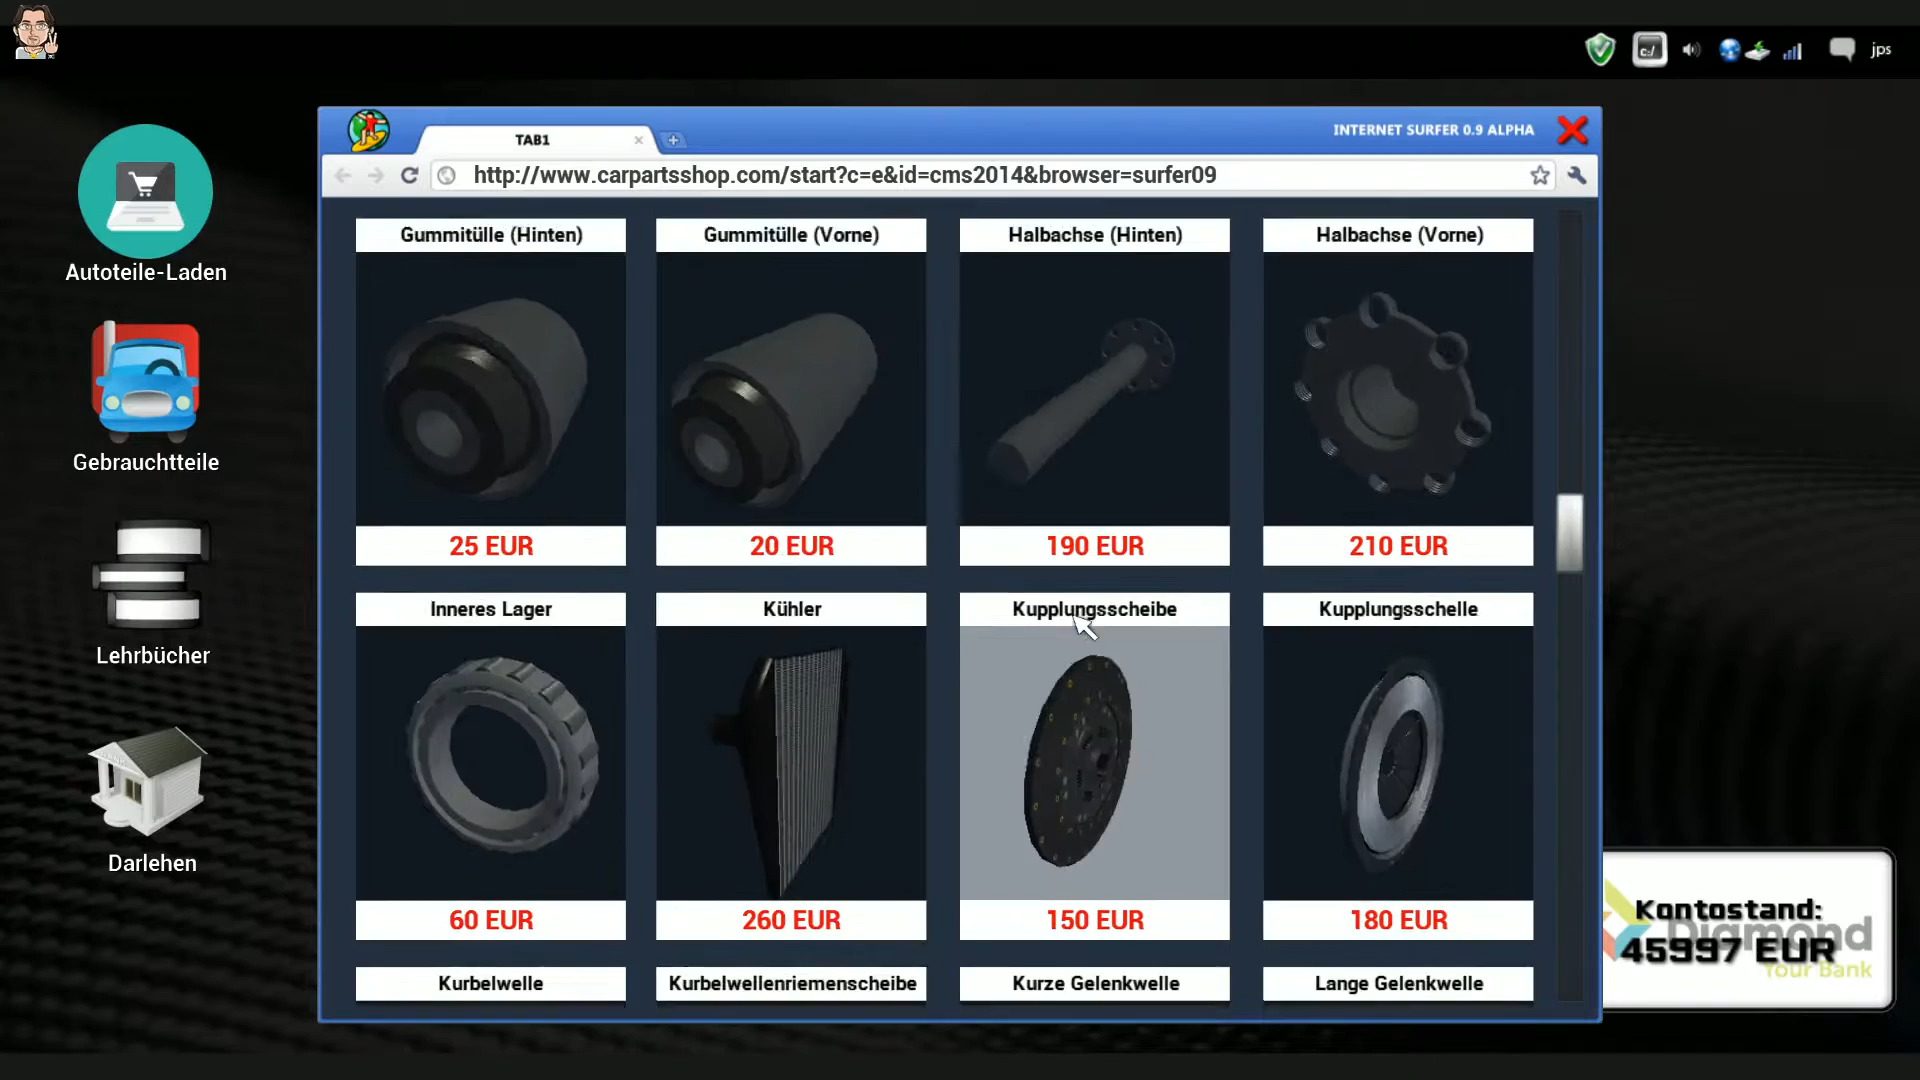 c:/
jps
TAB1
INTERNET SURFER 0.9 ALPHA
http://www.carpartsshop.com/start?c=e&id=cms2014&browser=surfer09
Autoteile-Laden
Gebrauchtteile
Lehrbücher
Darlehen
Gummitülle (Hinten)
Gummitülle (Vorne)
Halbachse (Hinten)
Halbachse (Vorne)
25 EUR
20 EUR
190 EUR
210 EUR
Inneres Lager
Kühler
Kupplungsscheibe
Kupplungsschelle
60 EUR
260 EUR
150 EUR
180 EUR
Kurbelwelle
Kurbelwellenriemenscheibe
Kurze Gelenkwelle
Lange Gelenkwelle
Kontostand:
45997 EUR
Diamond
Your Bank